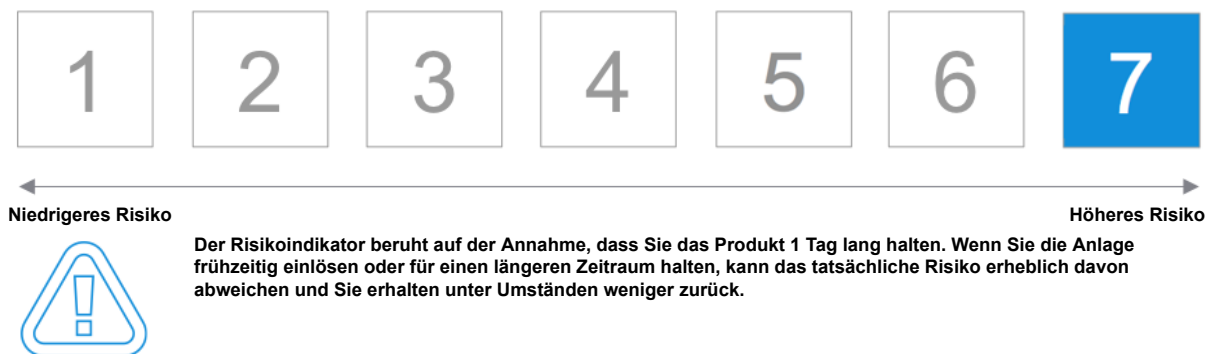 1 2 3 4 5 6 7
Niedrigeres Risiko Höheres Risiko
Der Risikoindikator beruht auf der Annahme, dass Sie das Produkt 1 Tag lang halten. Wenn Sie die Anlage
frühzeitig einlösen oder für einen längeren Zeitraum halten, kann das tatsächliche Risiko erheblich davon
abweichen und Sie erhalten unter Umständen weniger zurück.